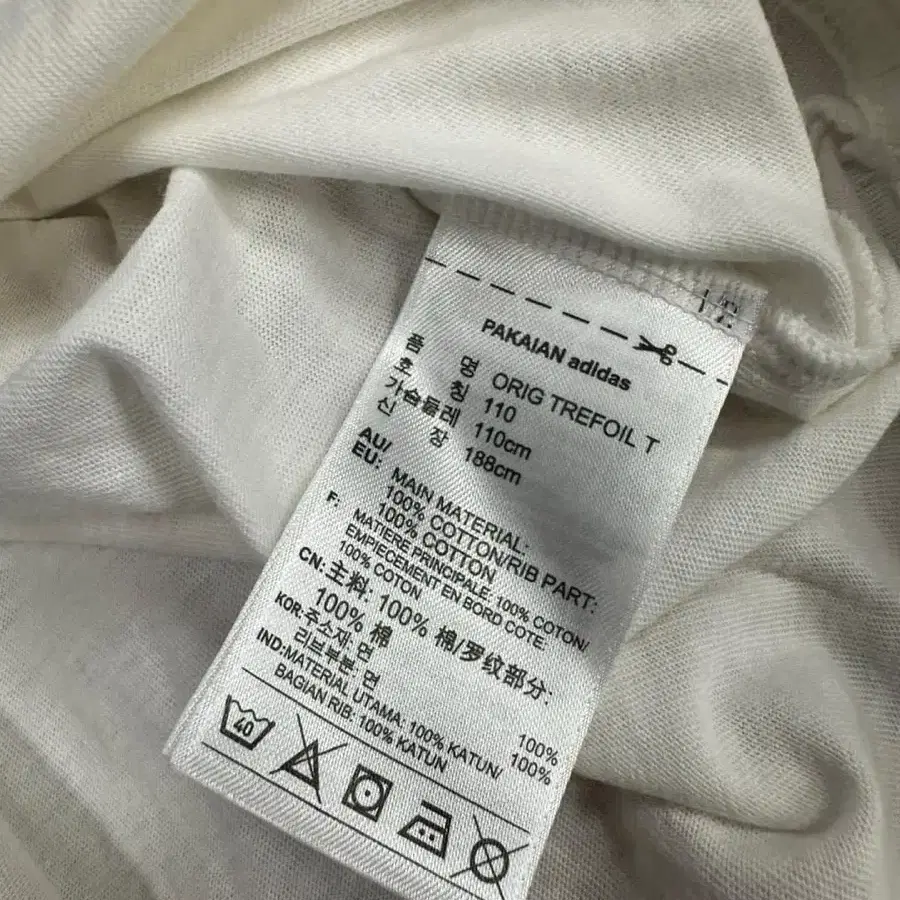 PAKAIAN adidas
품 명 ORIG TREFOIL T
호 칭 110
가슴둘레 110cm
신 장 188cm
AU/
EU: MAIN MATERIAL:
100% COTTON/RIB PART:
100% COTTON
F: MATIERE PRINCIPALE: 100% COTON/
EMPIECEMENT EN BORD COTE:
100% COTON
CN: 主料: 100% 棉/罗纹部分:
100% 棉
KOR: 주소재: 면 100%
리브부분: 면 100%
IND: MATERIAL UTAMA: 100% KATUN/
BAGIAN RIB: 100% KATUN
40